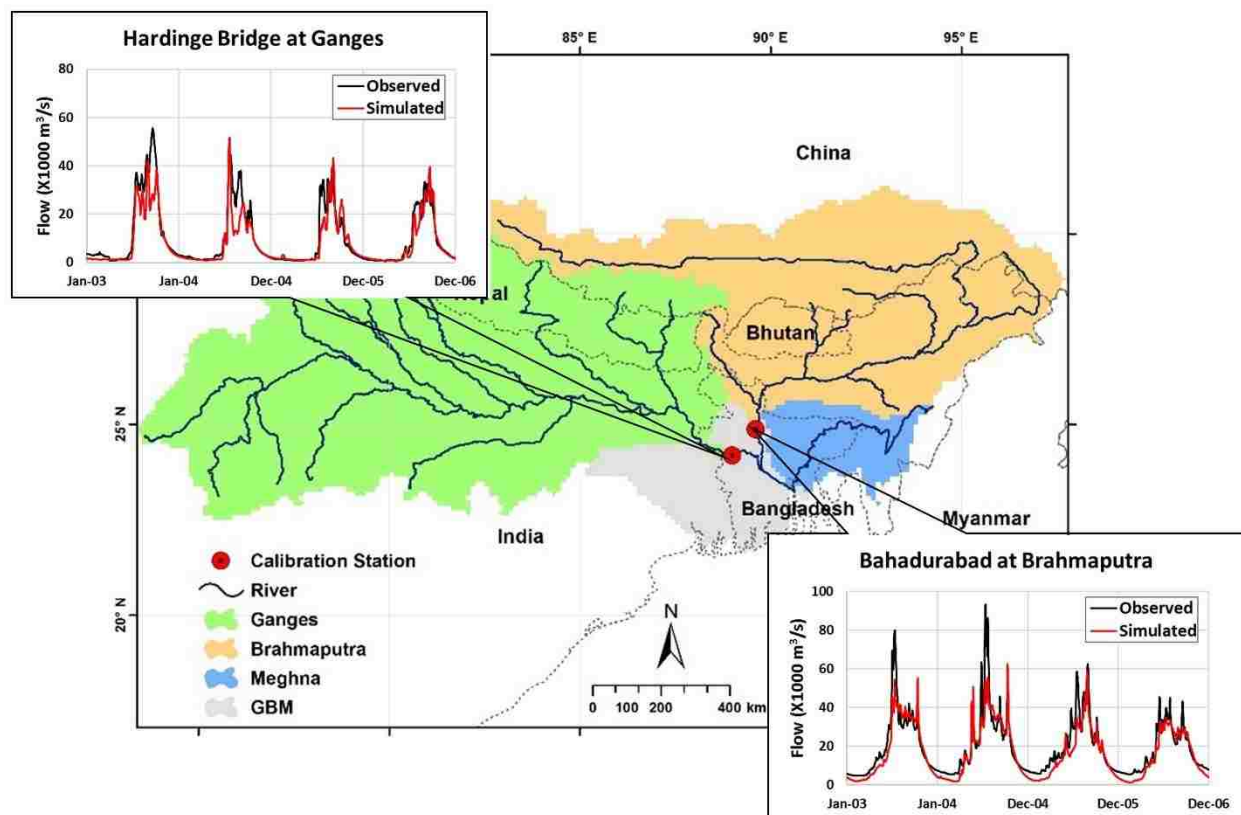 Hardinge Bridge at Ganges
80
60
40
20
0
Flow (X1000 m³/s)
Observed
Simulated
Jan-03
Jan-04
Dec-04
Dec-05
Dec-06
85° E
90° E
95° E
China
Nepal
Bhutan
25° N
20° N
Bangladesh
India
Myanmar
Calibration Station
River
Ganges
Brahmaputra
Meghna
GBM
N
0 100 200 400 km
Bahadurabad at Brahmaputra
100
80
60
40
20
0
Flow (X1000 m³/s)
Observed
Simulated
Jan-03
Jan-04
Dec-04
Dec-05
Dec-06